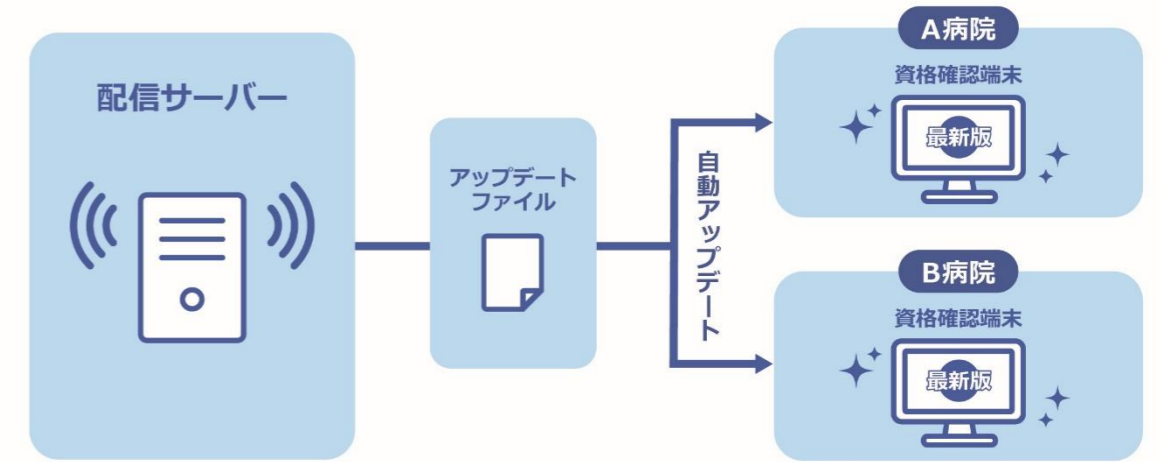 配信サーバー
アップデート
ファイル
自動アップデート
A病院
資格確認端末
最新版
B病院
資格確認端末
最新版